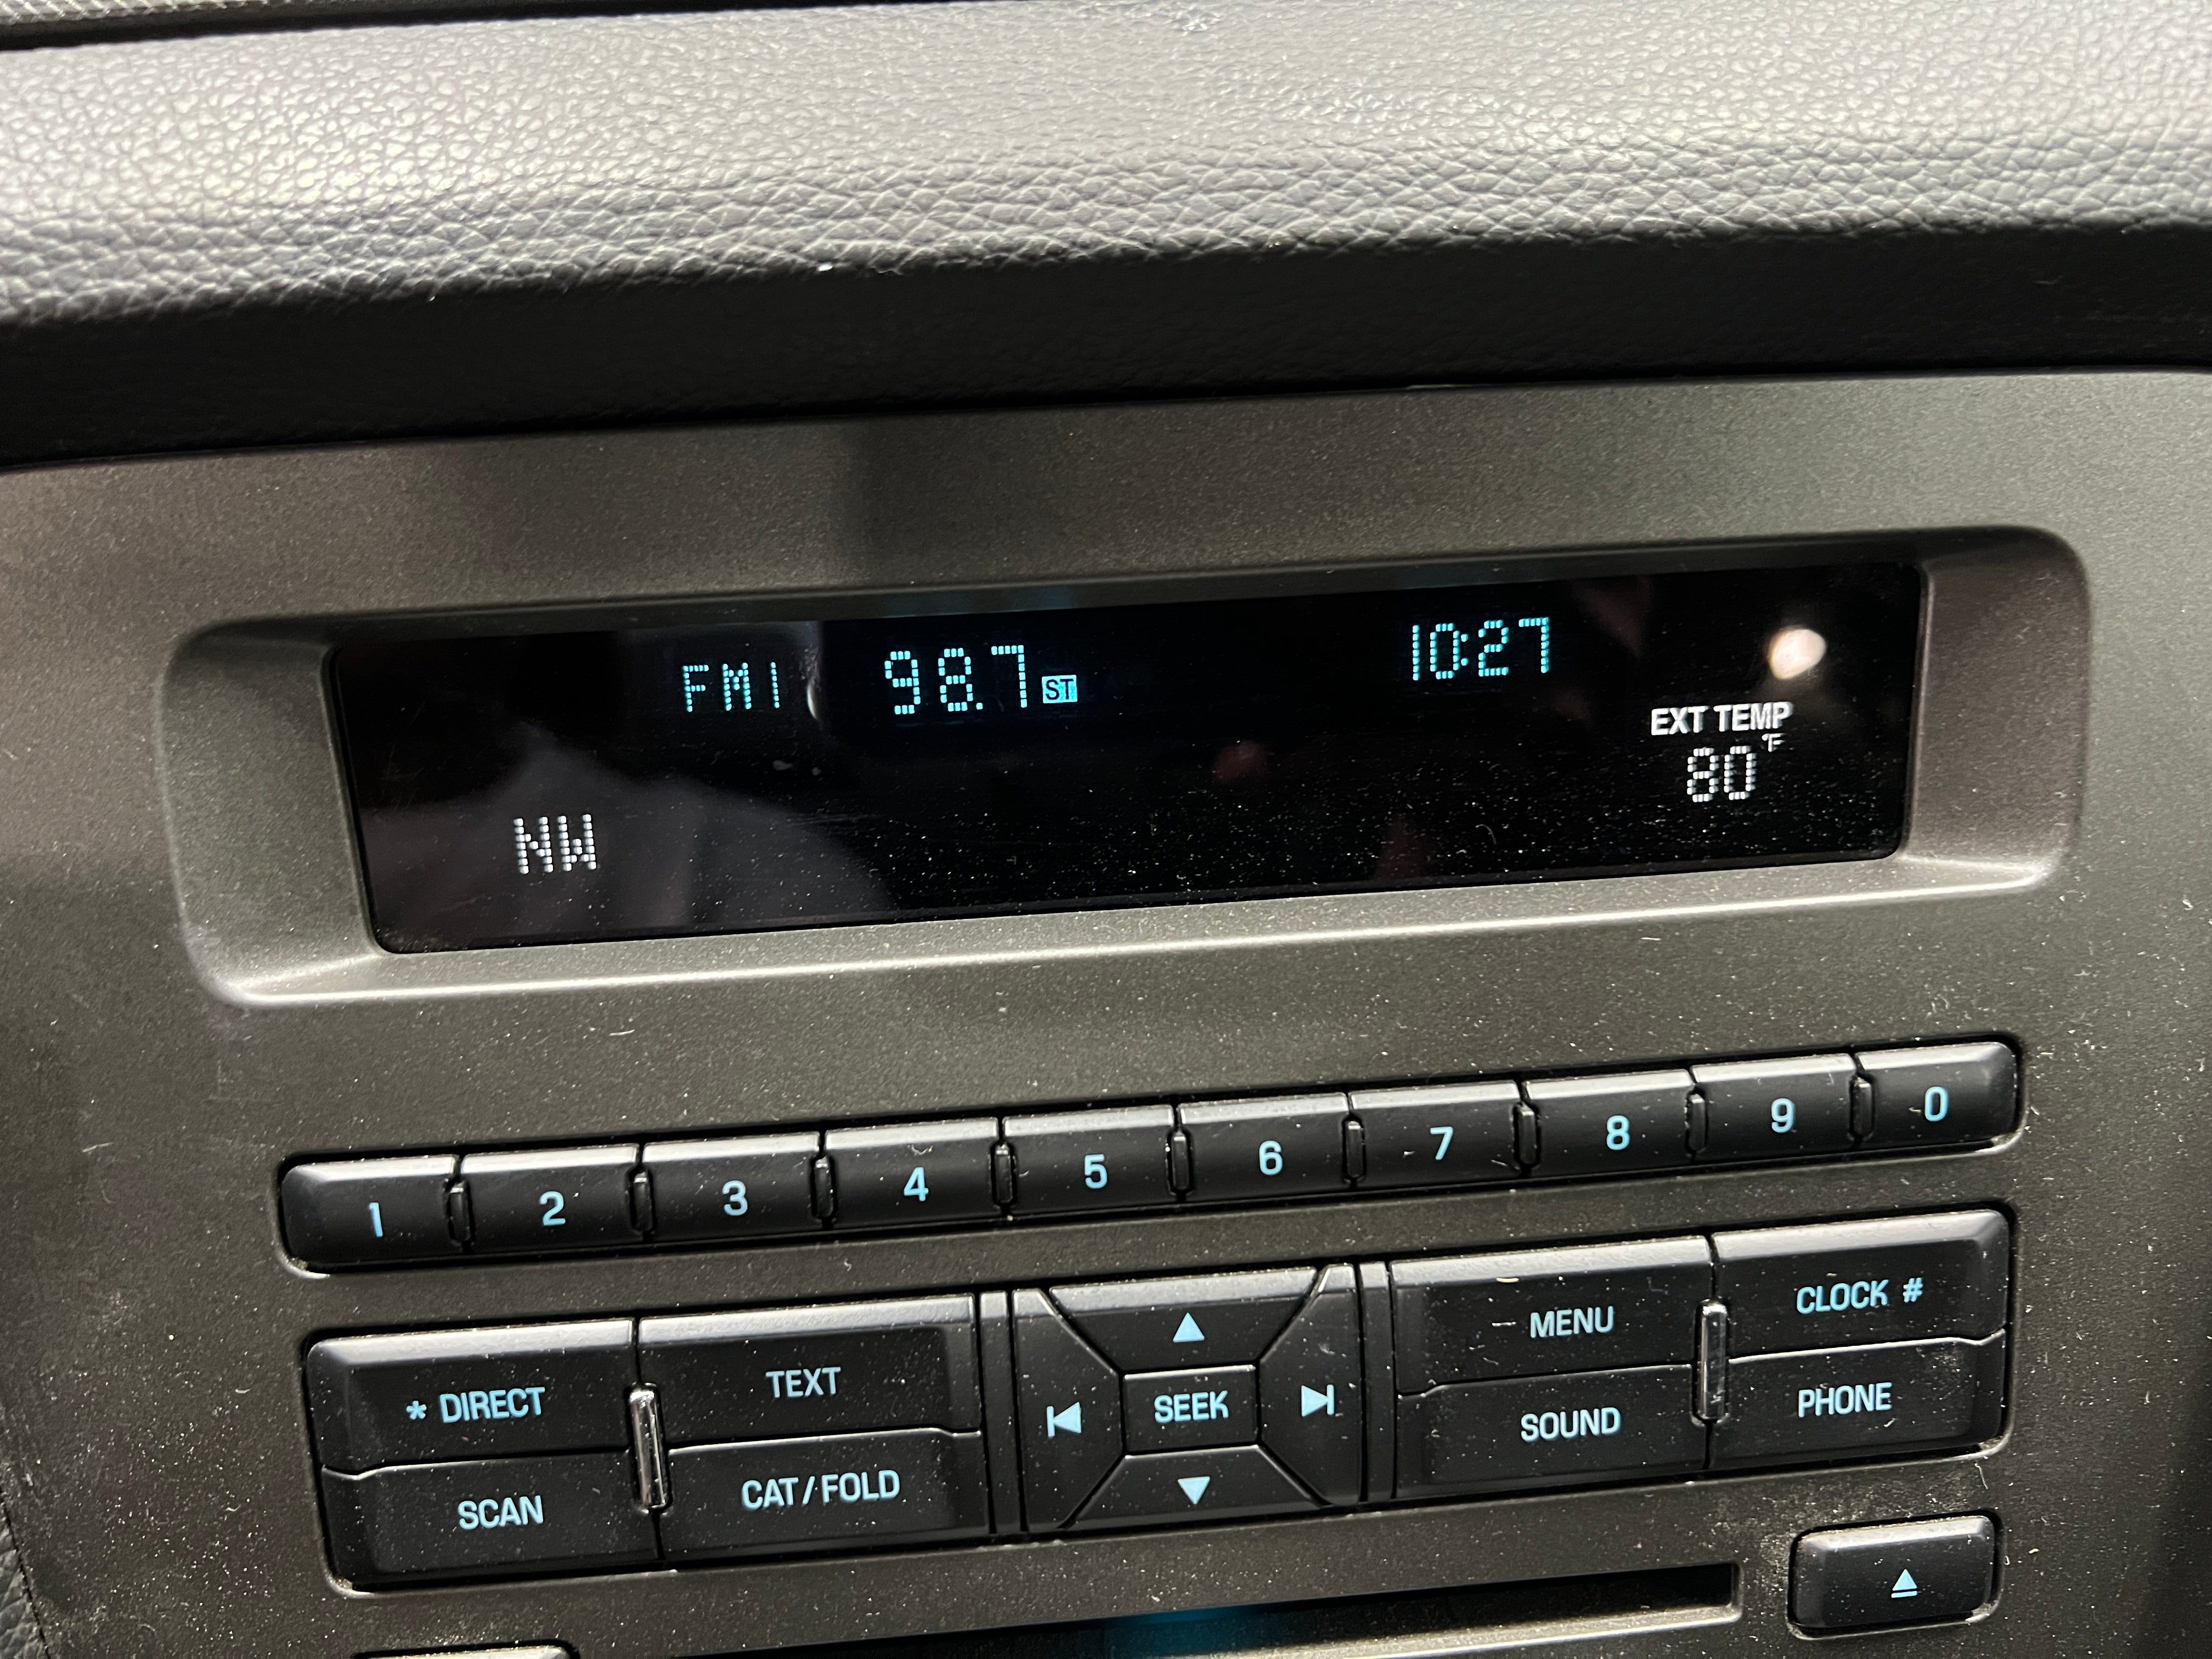 FM1 98.7 ST 10:27
EXT TEMP
80 °F
NW
1 2 3 4 5 6 7 8 9 0
* DIRECT TEXT SEEK MENU CLOCK #
SCAN CAT/FOLD SOUND PHONE